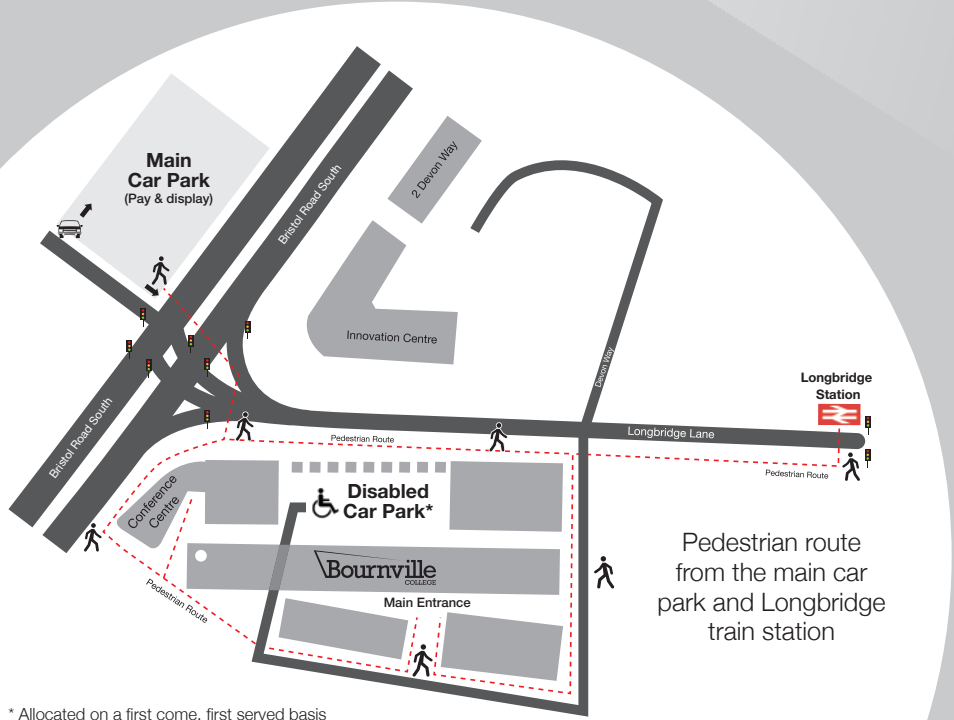 Main
Car Park
(Pay & display)
Bristol Road South
2 Devon Way
Innovation Centre
Devon Way
Longbridge
Station
Longbridge Lane
Pedestrian Route
Pedestrian Route
Bristol Road South
Conference
Centre
Disabled
Car Park*
Bournville
COLLEGE
Main Entrance
Pedestrian Route
Pedestrian route
from the main car
park and Longbridge
train station
* Allocated on a first come, first served basis